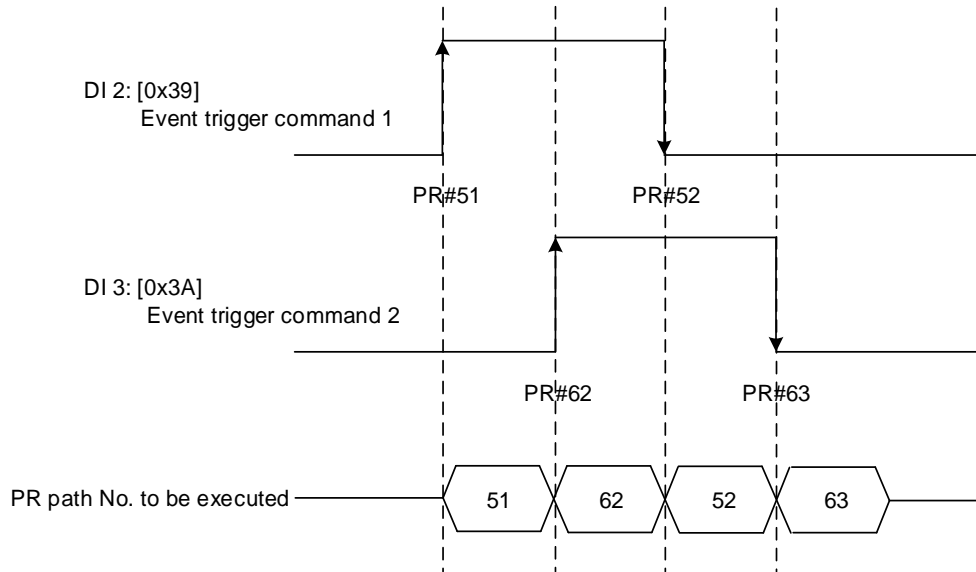 DI 2: [0x39]
Event trigger command 1
PR#51
PR#52
DI 3: [0x3A]
Event trigger command 2
PR#62
PR#63
PR path No. to be executed
51
62
52
63